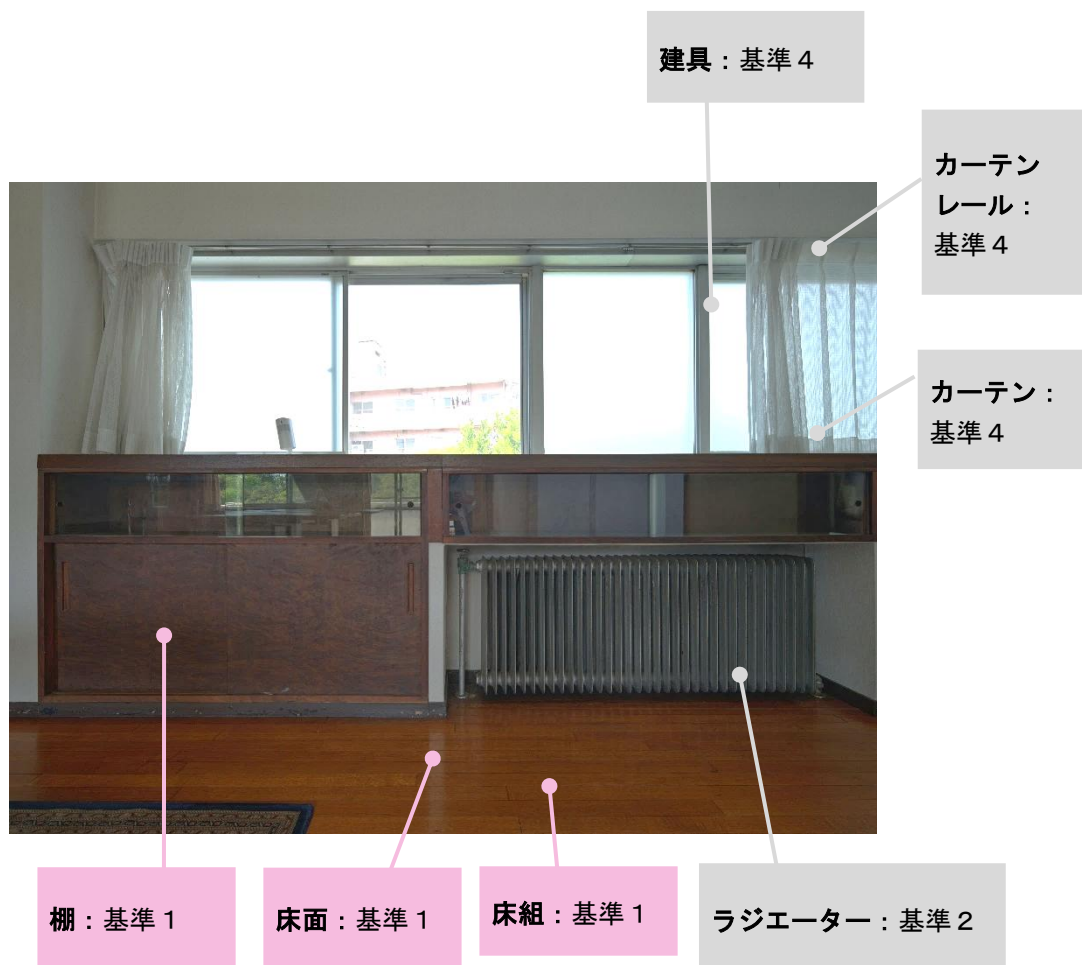 建具：基準４
カーテン
レール：
基準４
カーテン：
基準４
棚：基準１
床面：基準１
床組：基準１
ラジエーター：基準２